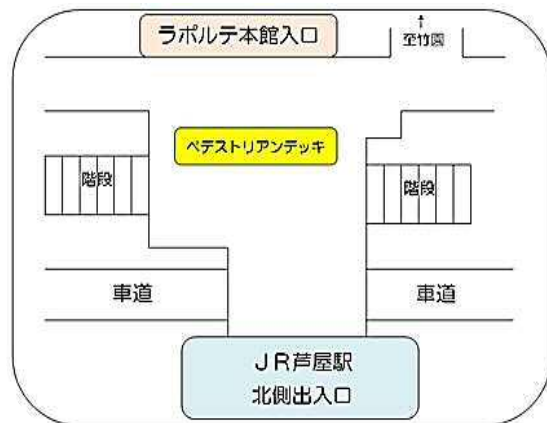 ラポルテ本館入口
↑
至竹園
ペデストリアンデッキ
階段
階段
車道
車道
JR芦屋駅
北側出入口